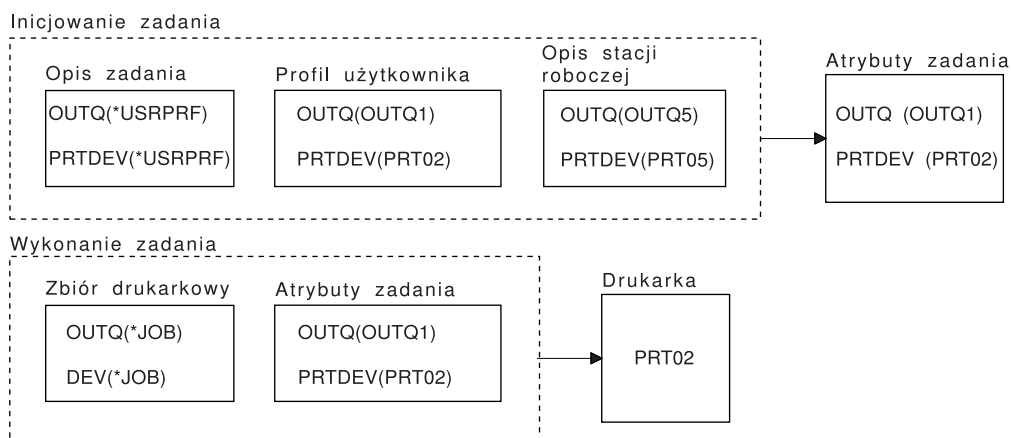 Inicjowanie zadania
Opis zadania
OUTQ(*USRPRF)
PRTDEV(*USRPRF)
Profil użytkownika
OUTQ(OUTQ1)
PRTDEV(PRT02)
Opis stacji
roboczej
OUTQ(OUTQ5)
PRTDEV(PRT05)
Atrybuty zadania
OUTQ (OUTQ1)
PRTDEV (PRT02)
Wykonanie zadania
Zbiór drukarkowy
OUTQ(*JOB)
DEV(*JOB)
Atrybuty zadania
OUTQ(OUTQ1)
PRTDEV(PRT02)
Drukarka
PRT02